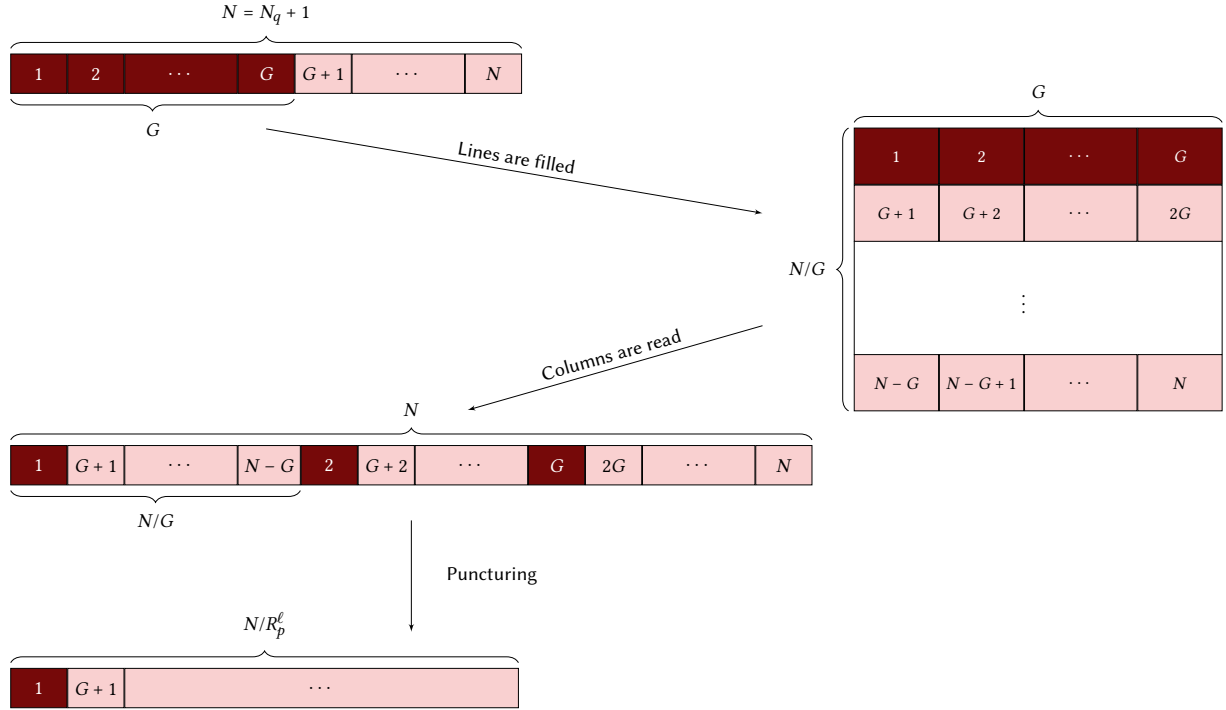 N = N_q + 1
1 2 ··· G G + 1 ··· N
G
Lines are filled
G
1 2 ··· G
G + 1 G + 2 ··· 2G
N/G
⋮
N − G N − G + 1 ··· N
Columns are read
N
1 G + 1 ··· N − G 2 G + 2 ··· G 2G ··· N
N/G
Puncturing
N/R_p^ℓ
1 G + 1 ···